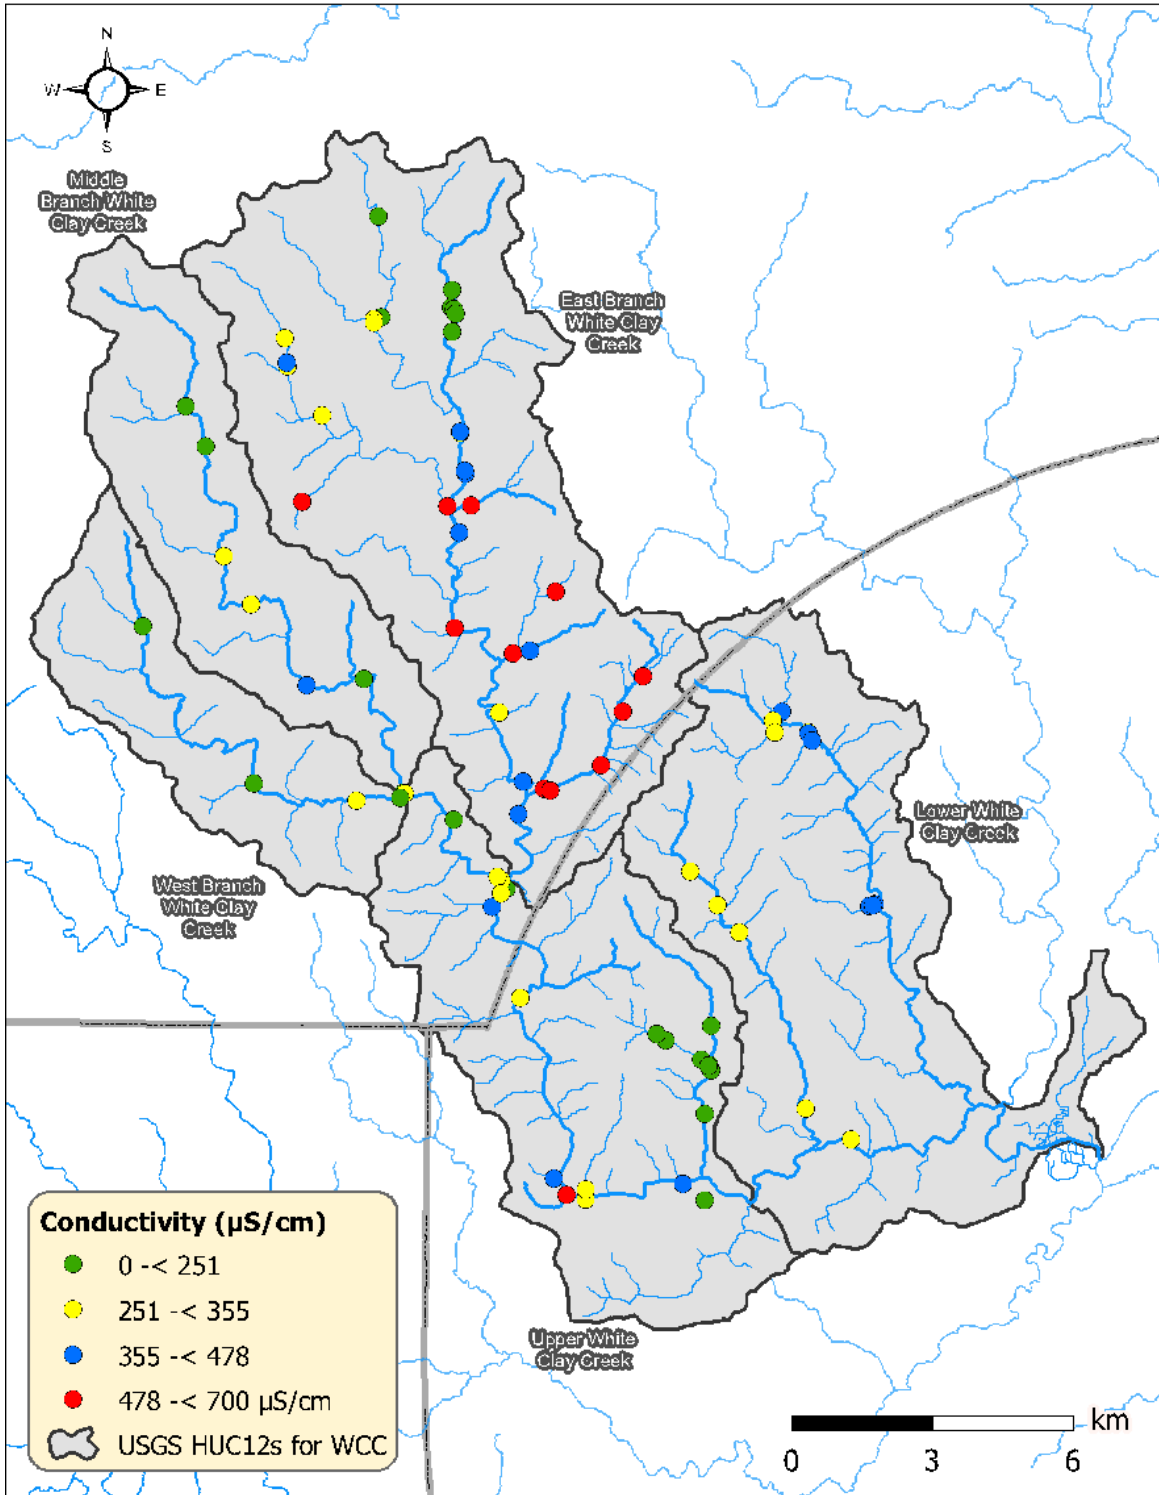 N
W
E
S
Middle
Branch White
Clay Creek
East Branch
White Clay
Creek
Lower White
Clay Creek
West Branch
White Clay
Creek
Upper White
Clay Creek
Conductivity (µS/cm)
0 -< 251
251 -< 355
355 -< 478
478 -< 700 µS/cm
USGS HUC12s for WCC
km
0 3 6